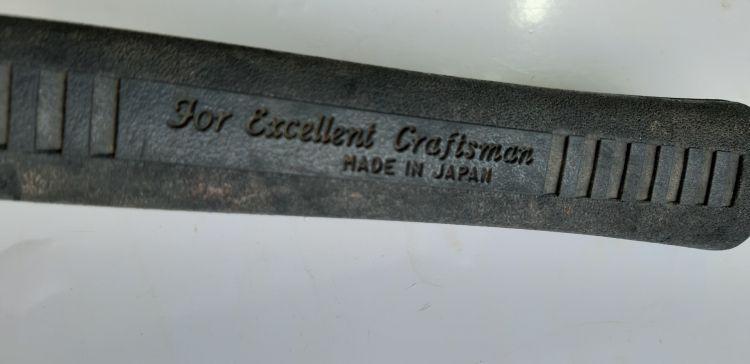 For Excellent Craftsman
MADE IN JAPAN